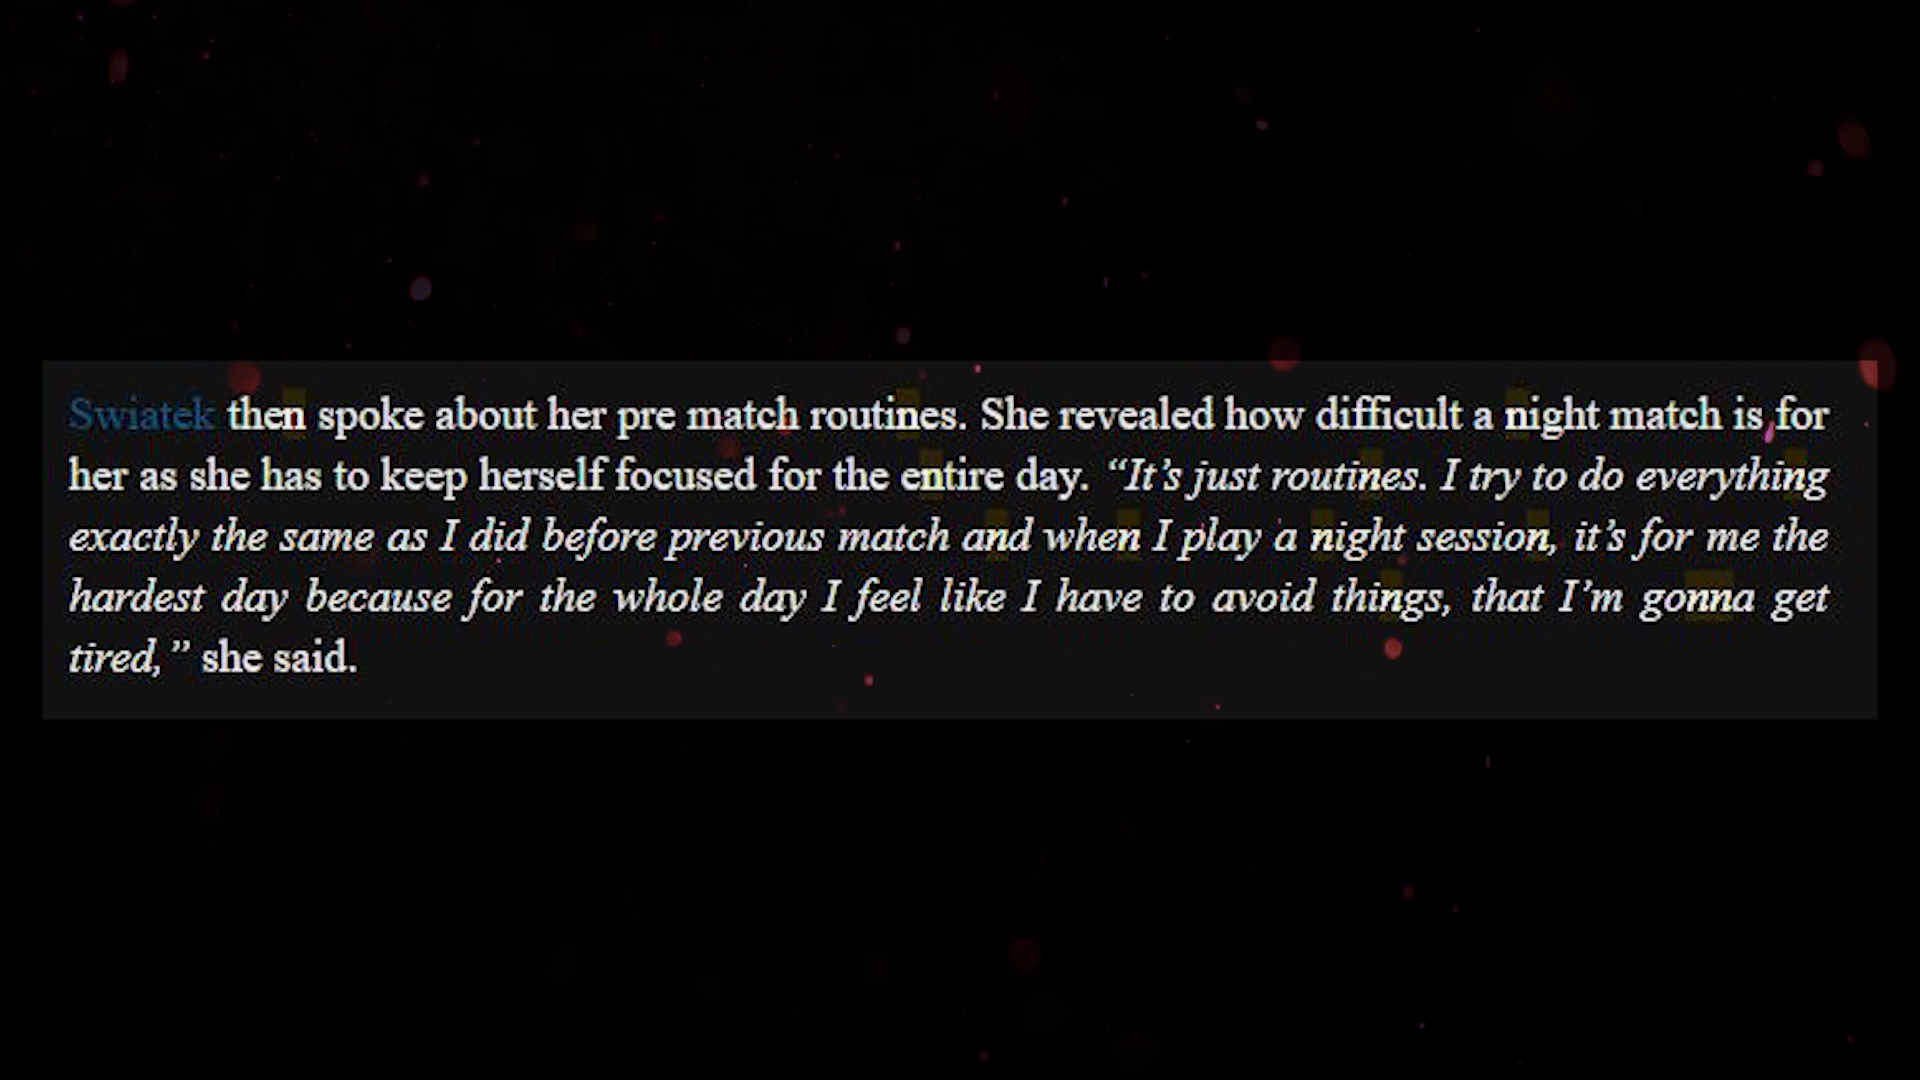 Swiatek then spoke about her pre match routines. She revealed how difficult a night match is for
her as she has to keep herself focused for the entire day. “It’s just routines. I try to do everything
exactly the same as I did before previous match and when I play a night session, it’s for me the
hardest day because for the whole day I feel like I have to avoid things, that I’m gonna get
tired,” she said.